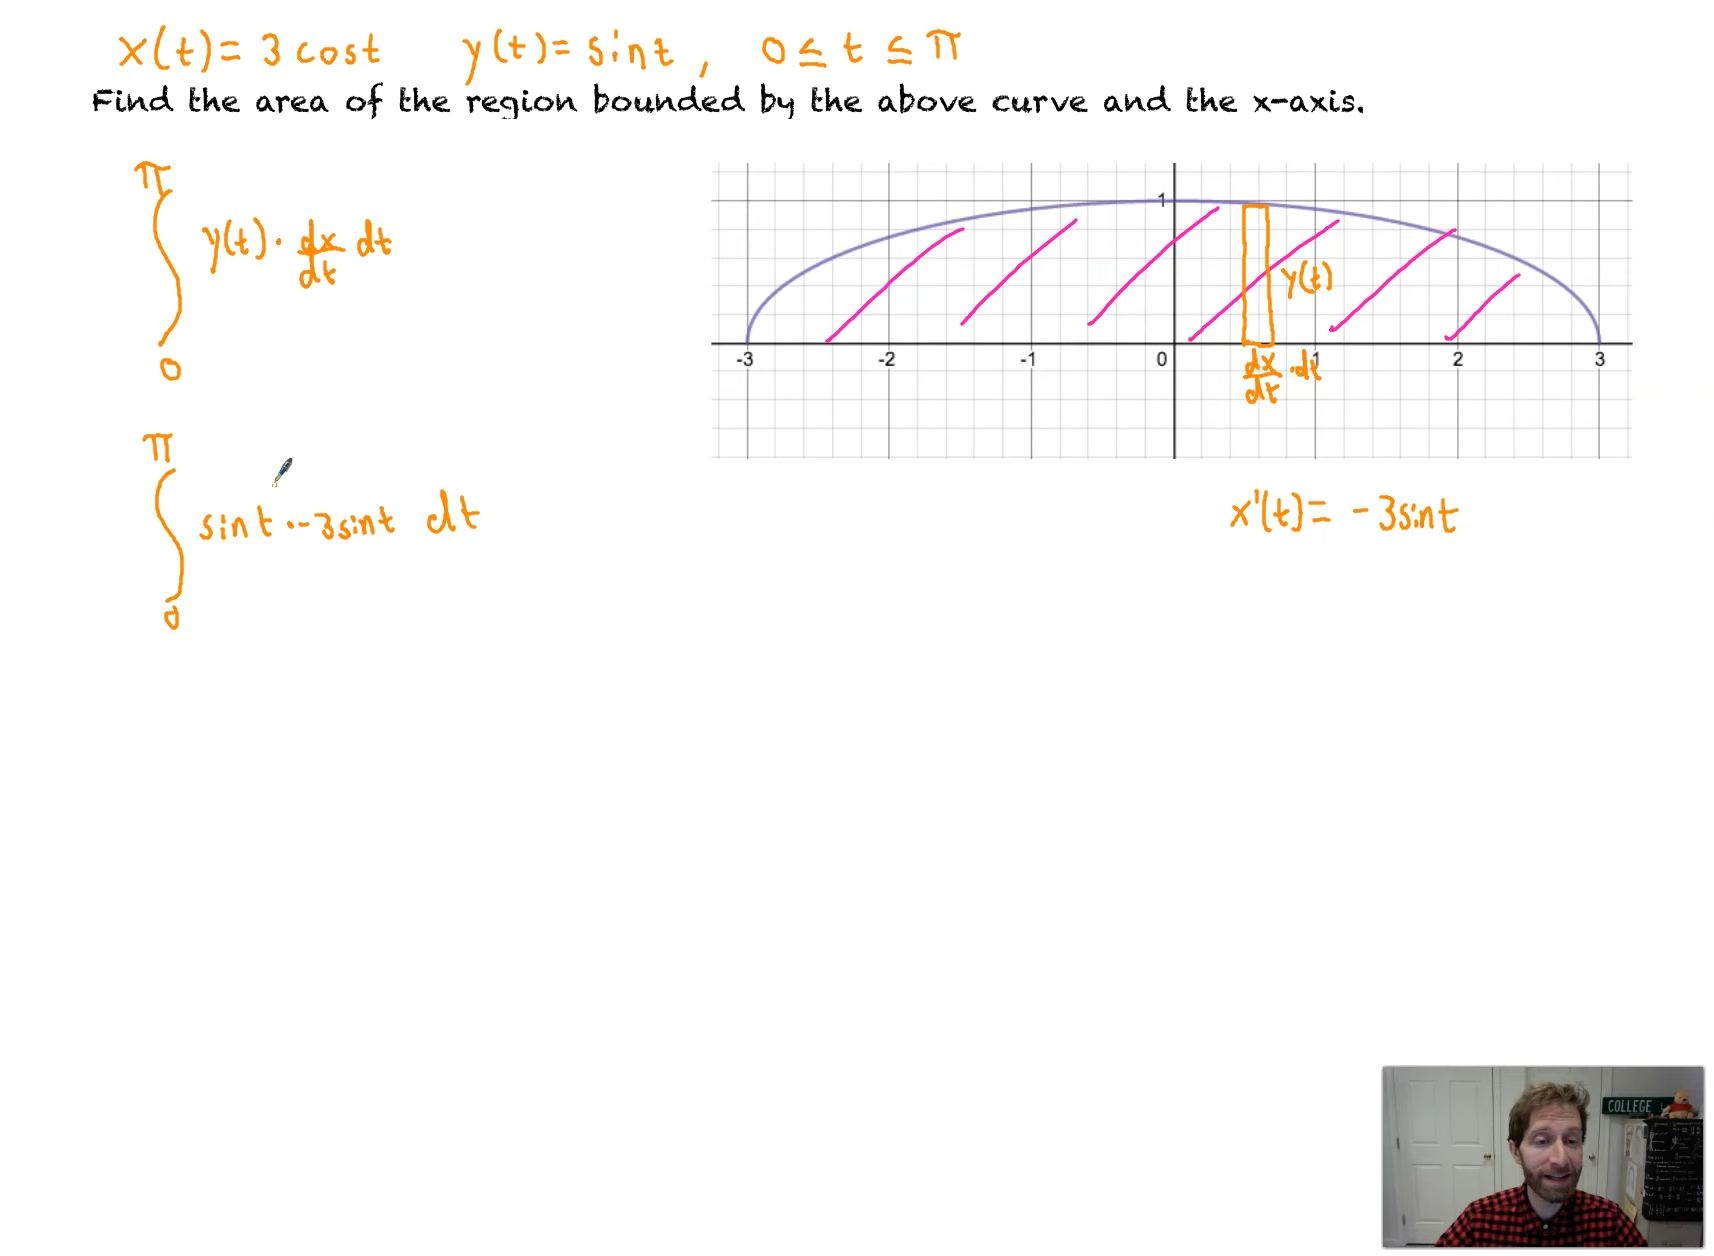 x(t) = 3 cost y(t) = sint , 0 ≤ t ≤ π
Find the area of the region bounded by the above curve and the x-axis.
π
∫ y(t) · dx/dt dt
0
1
y(t)
-3 -2 -1 0 1 2 3
dx/dt · dt
π
∫ sint · -3sint dt
0
x'(t) = -3sint
COLLEGE